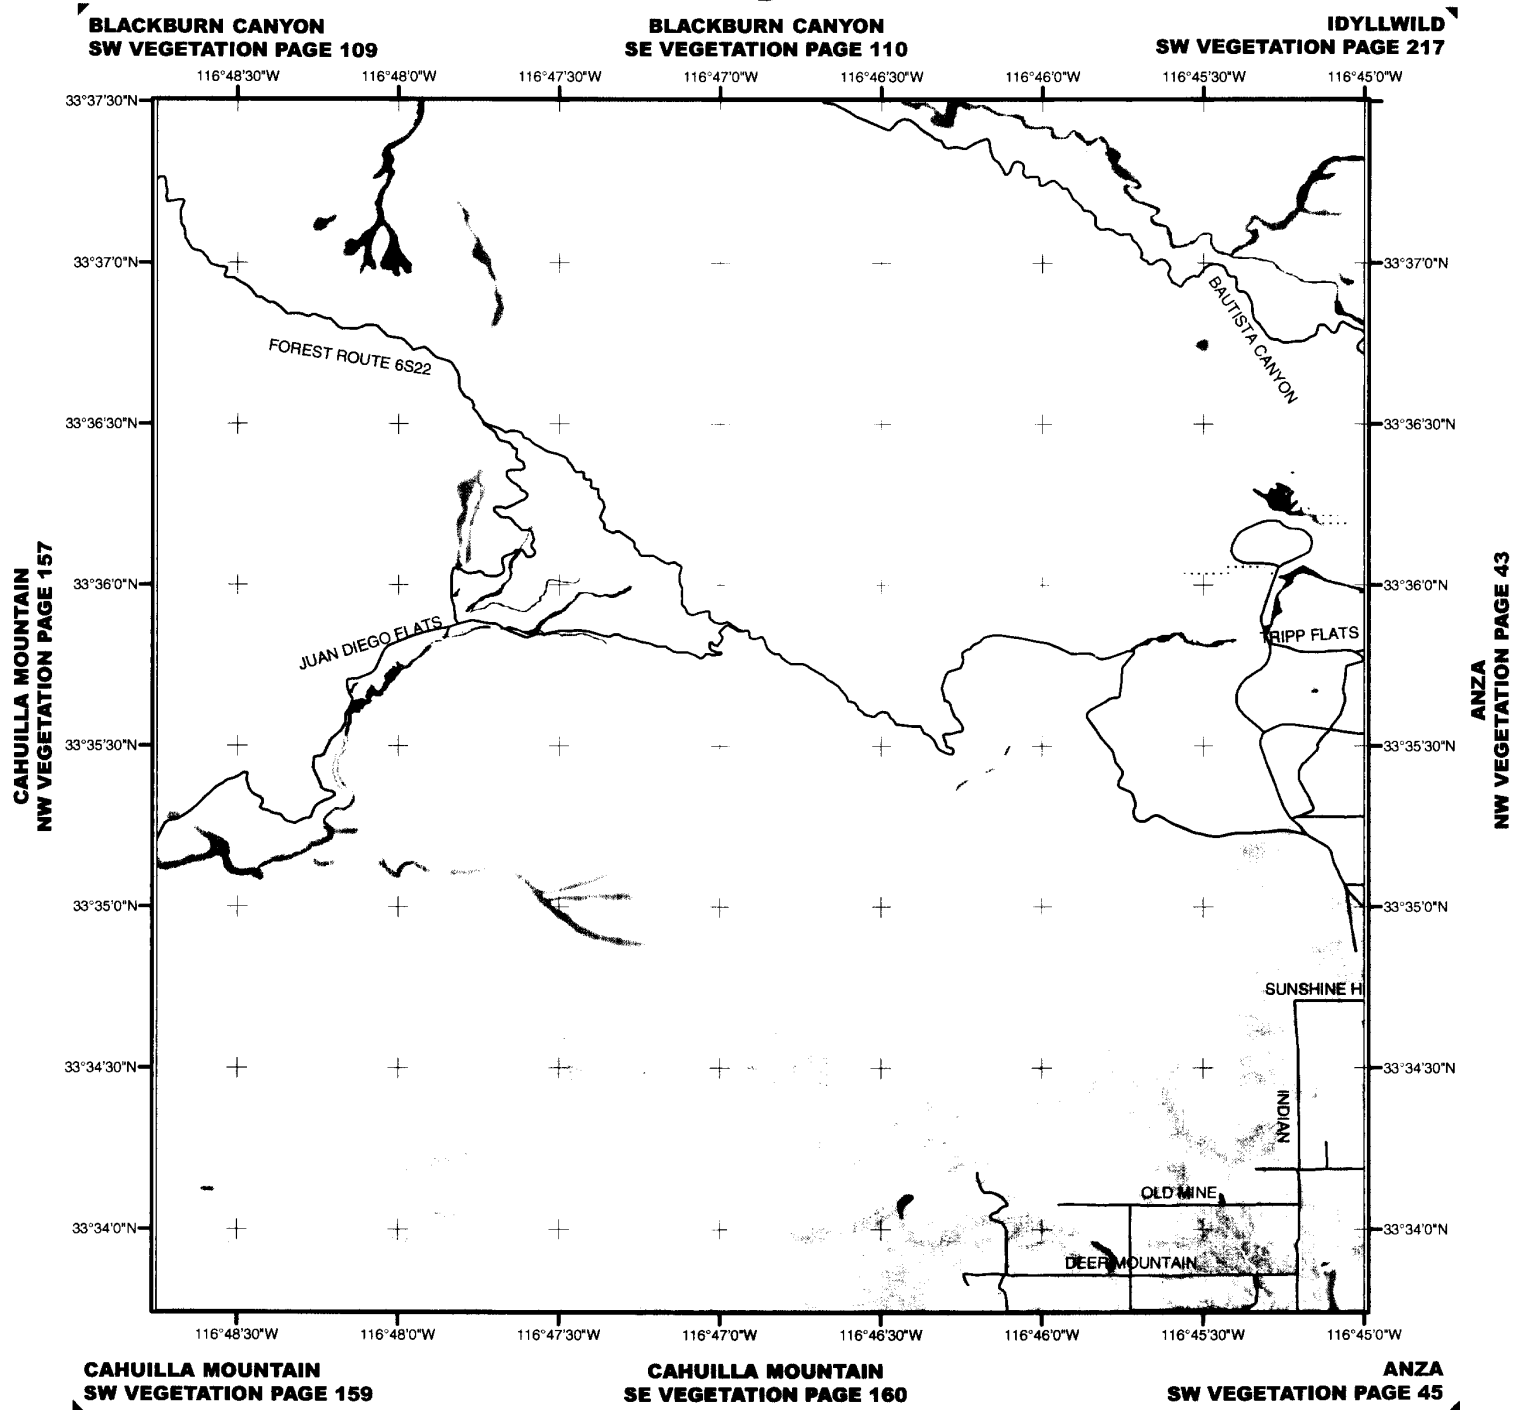 BLACKBURN CANYON
SW VEGETATION PAGE 109
BLACKBURN CANYON
SE VEGETATION PAGE 110
IDYLLWILD
SW VEGETATION PAGE 217
116°48'30"W 116°48'0"W 116°47'30"W 116°47'0"W 116°46'30"W 116°46'0"W 116°45'30"W 116°45'0"W
33°37'30"N
33°37'0"N 33°37'0"N
BAUTISTA CANYON
FOREST ROUTE 6S22
33°36'30"N 33°36'30"N
33°36'0"N 33°36'0"N
CAHUILLA MOUNTAIN
NW VEGETATION PAGE 157
ANZA
NW VEGETATION PAGE 43
JUAN DIEGO FLATS
TRIPP FLATS
33°35'30"N 33°35'30"N
33°35'0"N 33°35'0"N
SUNSHINE H
33°34'30"N 33°34'30"N
INDIAN
OLD MINE
33°34'0"N 33°34'0"N
DEER MOUNTAIN
116°48'30"W 116°48'0"W 116°47'30"W 116°47'0"W 116°46'30"W 116°46'0"W 116°45'30"W 116°45'0"W
CAHUILLA MOUNTAIN
SW VEGETATION PAGE 159
CAHUILLA MOUNTAIN
SE VEGETATION PAGE 160
ANZA
SW VEGETATION PAGE 45